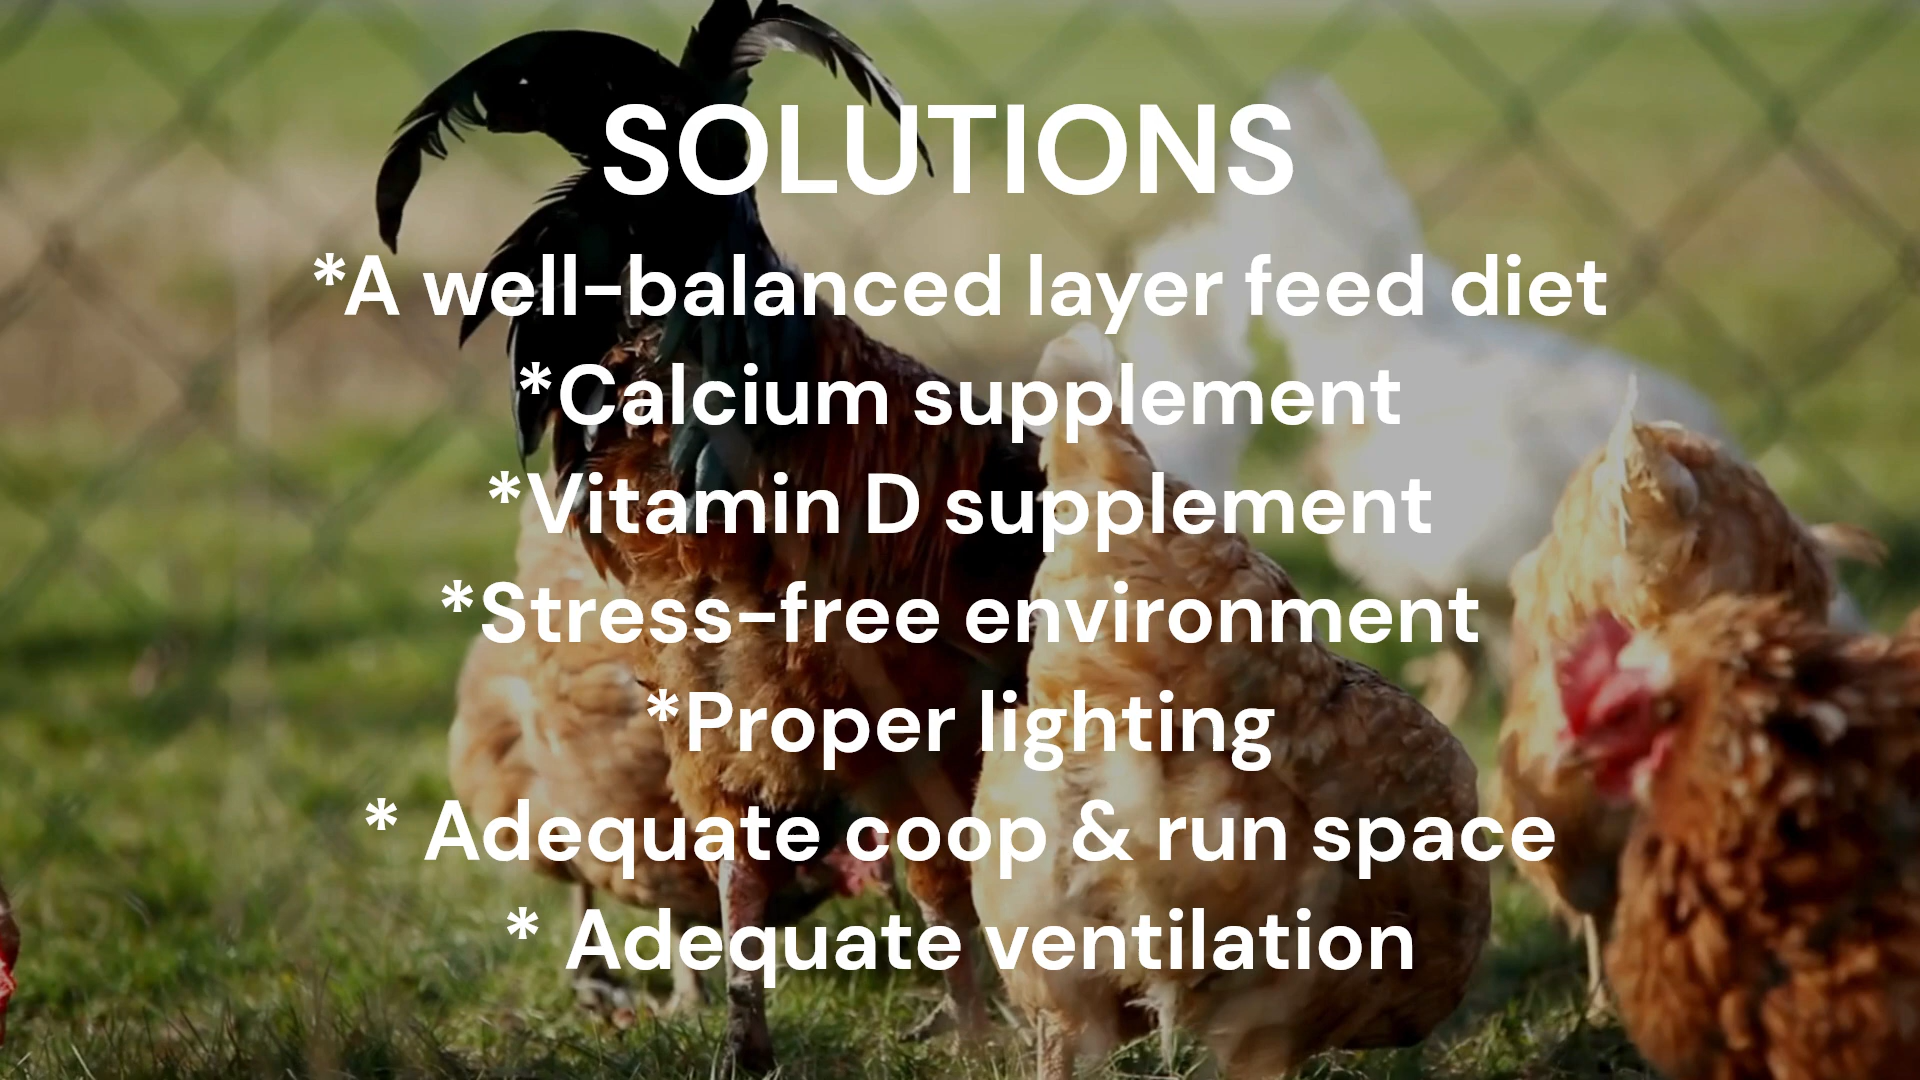 SOLUTIONS
*A well-balanced layer feed diet
*Calcium supplement
*Vitamin D supplement
*Stress-free environment
*Proper lighting
* Adequate coop & run space
* Adequate ventilation